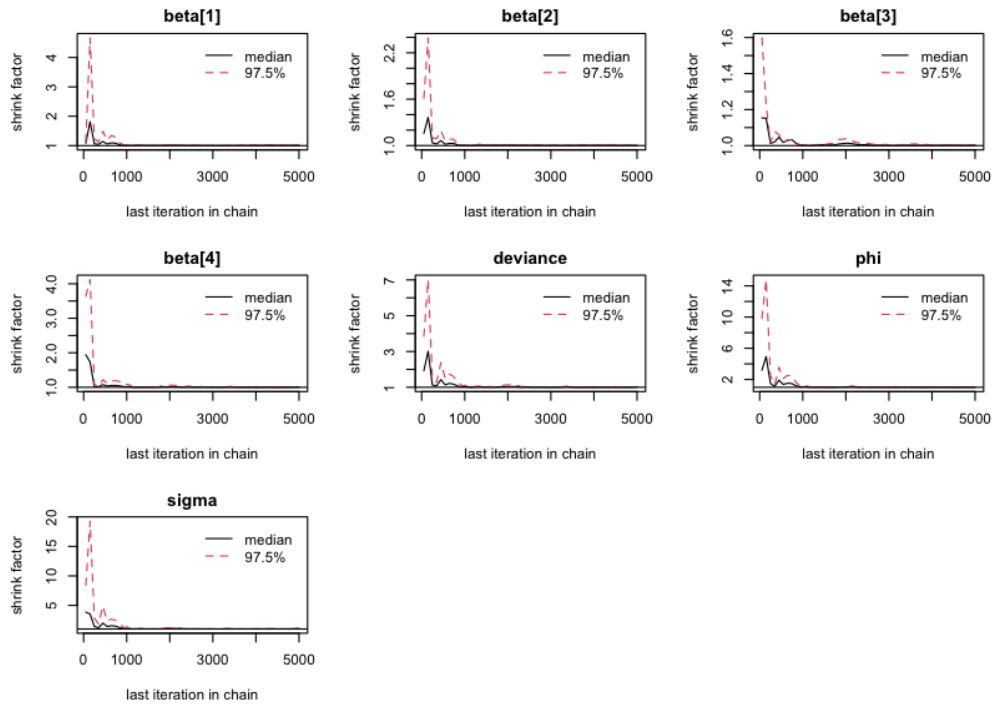 beta[1]
shrink factor
1
2
3
4
median
97.5%
0
1000
3000
5000
last iteration in chain
beta[2]
shrink factor
1.0
1.6
2.2
median
97.5%
0
1000
3000
5000
last iteration in chain
beta[3]
shrink factor
1.0
1.2
1.4
1.6
median
97.5%
0
1000
3000
5000
last iteration in chain
beta[4]
shrink factor
1.0
2.0
3.0
4.0
median
97.5%
0
1000
3000
5000
last iteration in chain
deviance
shrink factor
1
3
5
7
median
97.5%
0
1000
3000
5000
last iteration in chain
phi
shrink factor
2
6
10
14
median
97.5%
0
1000
3000
5000
last iteration in chain
sigma
shrink factor
5
10
15
20
median
97.5%
0
1000
3000
5000
last iteration in chain